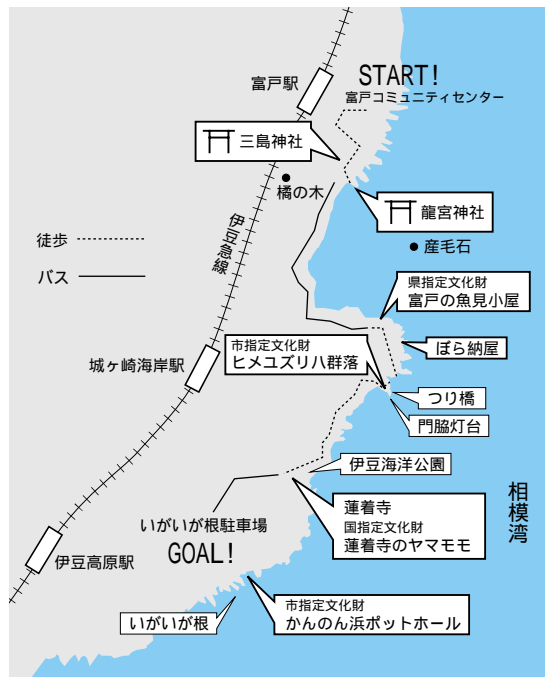 富戸駅
START!
富戸コミュニティセンター
三島神社
橘の木
龍宮神社
伊豆急線
産毛石
徒歩
バス
県指定文化財
富戸の魚見小屋
市指定文化財
ヒメユズリハ群落
ぼら納屋
城ヶ崎海岸駅
つり橋
門脇灯台
伊豆海洋公園
相模湾
蓮着寺
国指定文化財
蓮着寺のヤマモモ
いがいが根駐車場
GOAL!
伊豆高原駅
市指定文化財
かんのん浜ポットホール
いがいが根